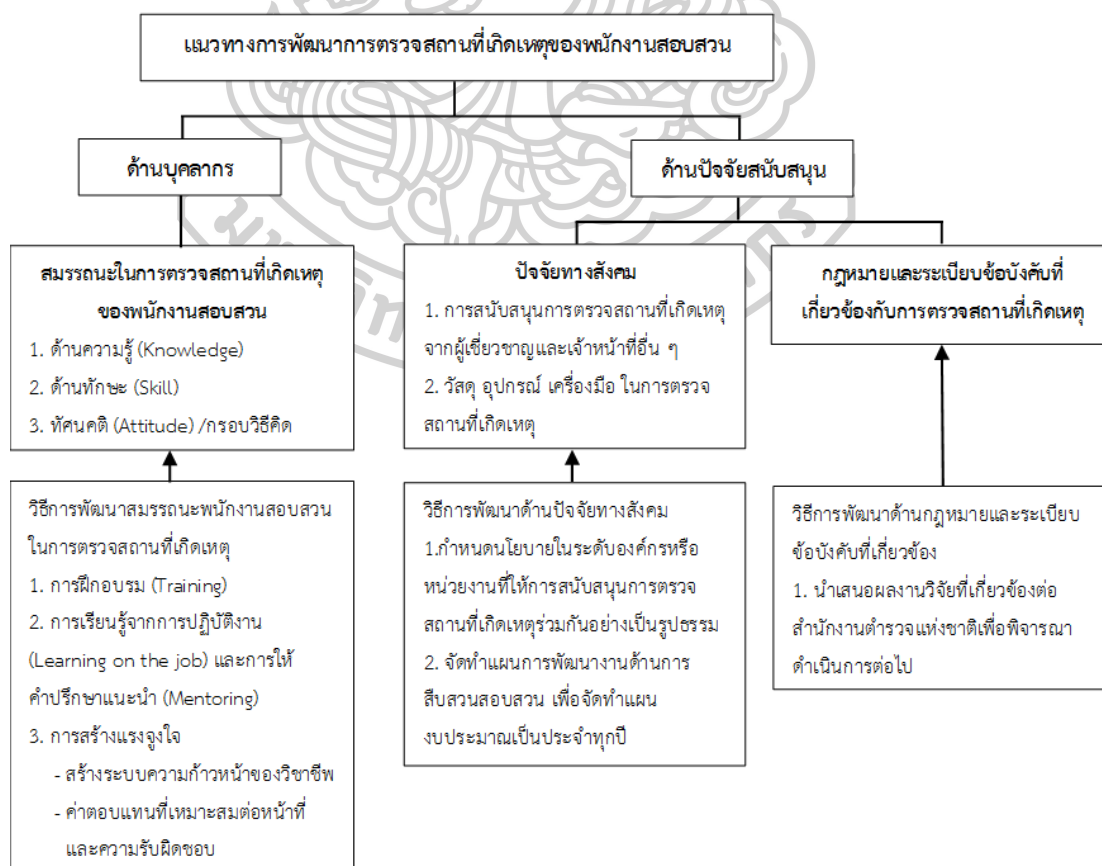 แนวทางการพัฒนาการตรวจสถานที่เกิดเหตุของพนักงานสอบสวน
ด้านบุคลากร
ด้านปัจจัยสนับสนุน
สมรรถนะในการตรวจสถานที่เกิดเหตุ
ของพนักงานสอบสวน
1. ด้านความรู้ (Knowledge)
2. ด้านทักษะ (Skill)
3. ทัศนคติ (Attitude) /กรอบวิธีคิด
ปัจจัยทางสังคม
1. การสนับสนุนการตรวจสถานที่เกิดเหตุ
จากผู้เชี่ยวชาญและเจ้าหน้าที่อื่น ๆ
2. วัสดุ อุปกรณ์ เครื่องมือ ในการตรวจ
สถานที่เกิดเหตุ
กฎหมายและระเบียบข้อบังคับที่
เกี่ยวข้องกับการตรวจสถานที่เกิดเหตุ
วิธีการพัฒนาสมรรถนะพนักงานสอบสวน
ในการตรวจสถานที่เกิดเหตุ
1. การฝึกอบรม (Training)
2. การเรียนรู้จากการปฏิบัติงาน
(Learning on the job) และการให้
คำปรึกษาแนะนำ (Mentoring)
3. การสร้างแรงจูงใจ
- สร้างระบบความก้าวหน้าของวิชาชีพ
- ค่าตอบแทนที่เหมาะสมต่อหน้าที่
และความรับผิดชอบ
วิธีการพัฒนาด้านปัจจัยทางสังคม
1.กำหนดนโยบายในระดับองค์กรหรือ
หน่วยงานที่ให้การสนับสนุนการตรวจ
สถานที่เกิดเหตุร่วมกันอย่างเป็นรูปธรรม
2. จัดทำแผนการพัฒนางานด้านการ
สืบสวนสอบสวน เพื่อจัดทำแผน
งบประมาณเป็นประจำทุกปี
วิธีการพัฒนาด้านกฎหมายและระเบียบ
ข้อบังคับที่เกี่ยวข้อง
1. นำเสนอผลงานวิจัยที่เกี่ยวข้องต่อ
สำนักงานตำรวจแห่งชาติเพื่อพิจารณา
ดำเนินการต่อไป